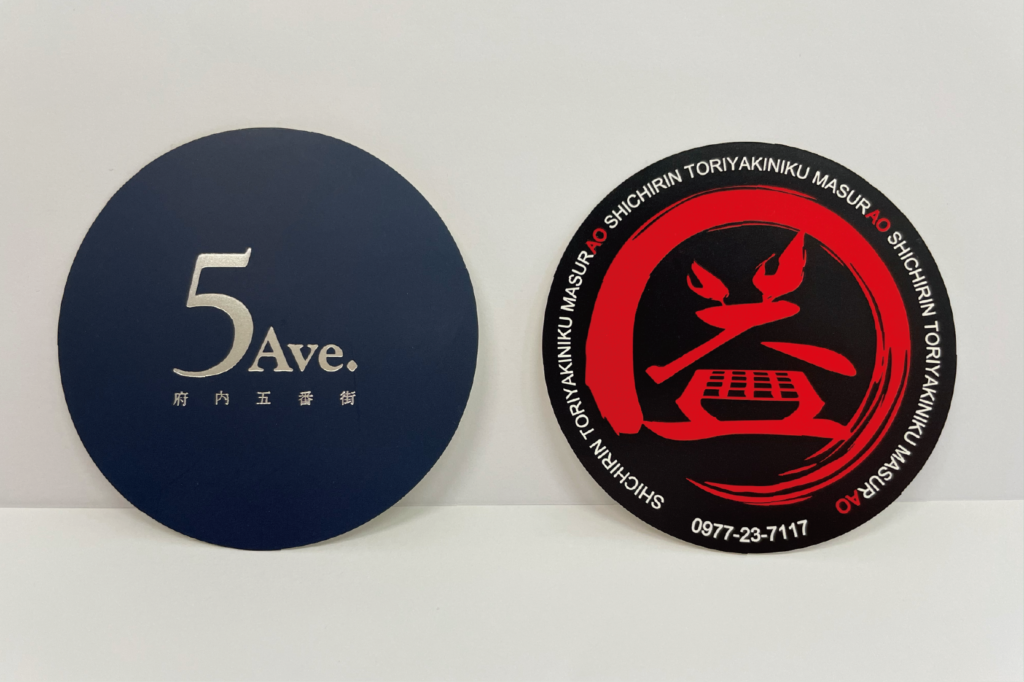 5Ave.
府内五番街
SHICHIRIN TORIYAKINIKU MASURAO SHICHIRIN TORIYAKINIKU MASURAO SHICHIRIN TORIYAKINIKU MASURAO
0977-23-7117